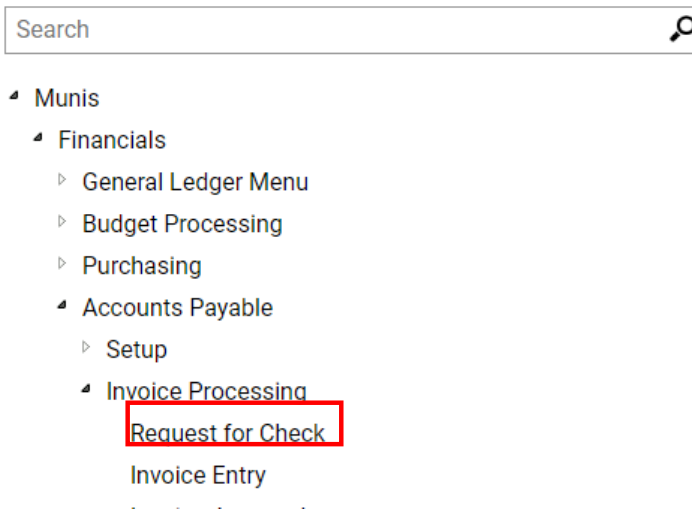 Search
Munis
Financials
General Ledger Menu
Budget Processing
Purchasing
Accounts Payable
Setup
Invoice Processing
Request for Check
Invoice Entry